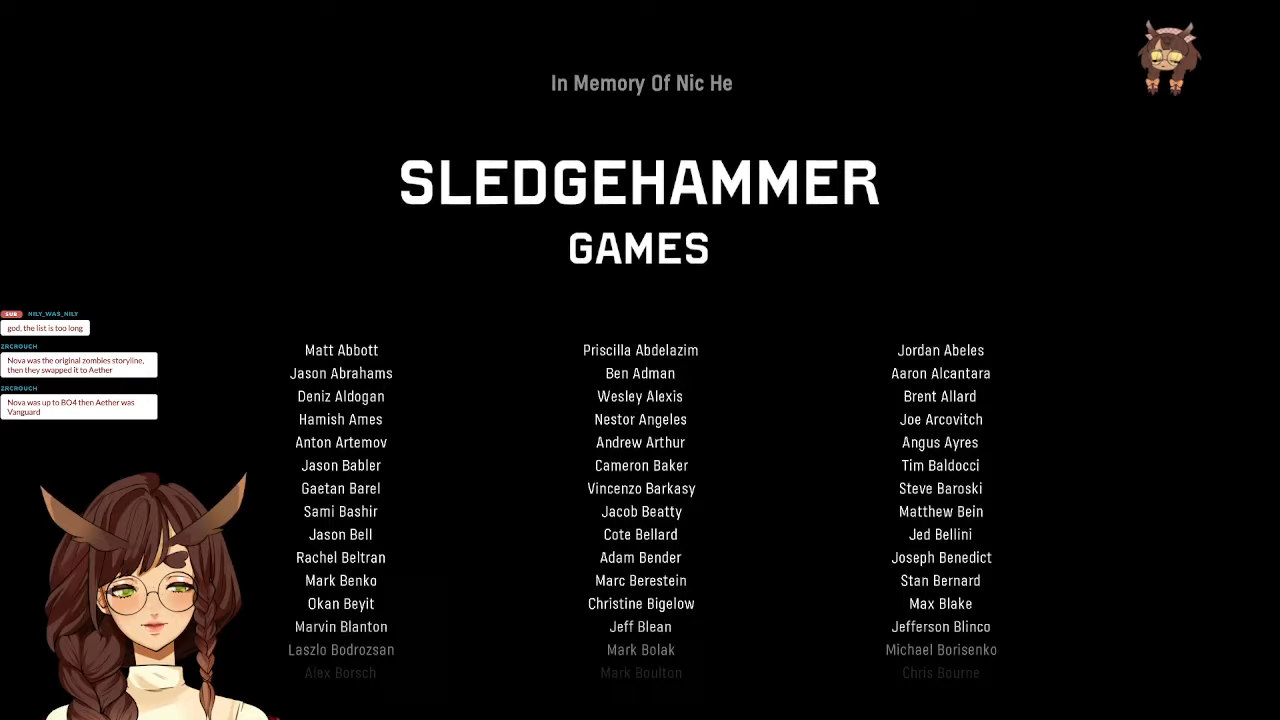 In Memory Of Nic He
SLEDGEHAMMER
GAMES
SUB NILY_WAS_NILY
god, the list is too long
ZRCROUCH
Nova was the original zombies storyline,
then they swapped it to Aether
ZRCROUCH
Nova was up to BO4 then Aether was
Vanguard
Matt Abbott Priscilla Abdelazim Jordan Abeles
Jason Abrahams Ben Adman Aaron Alcantara
Deniz Aldogan Wesley Alexis Brent Allard
Hamish Ames Nestor Angeles Joe Arcovitch
Anton Artemov Andrew Arthur Angus Ayres
Jason Babler Cameron Baker Tim Baldocci
Gaetan Barel Vincenzo Barkasy Steve Baroski
Sami Bashir Jacob Beatty Matthew Bein
Jason Bell Cote Bellard Jed Bellini
Rachel Beltran Adam Bender Joseph Benedict
Mark Benko Marc Berestein Stan Bernard
Okan Beyit Christine Bigelow Max Blake
Marvin Blanton Jeff Blean Jefferson Blinco
Laszlo Bodrozsan Mark Bolak Michael Borisenko
Alex Borsch Mark Boulton Chris Bourne